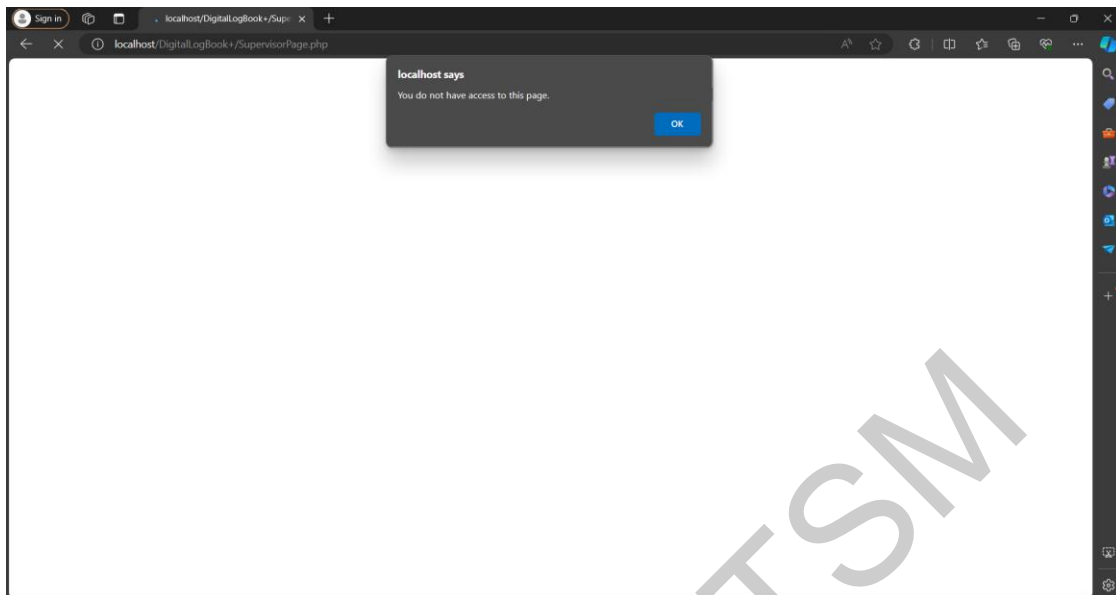 Sign in
localhost/DigitalLogBook+/Supe
localhost/DigitalLogBook+/SupervisorPage.php
localhost says
You do not have access to this page.
OK
TSM